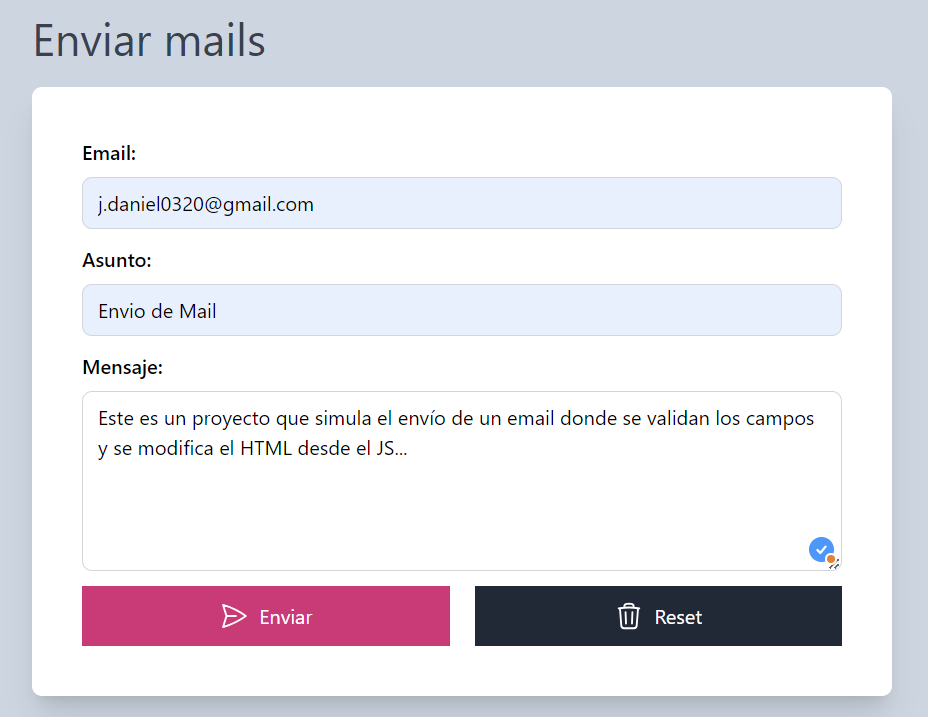 Enviar mails
Email:
j.daniel0320@gmail.com
Asunto:
Envio de Mail
Mensaje:
Este es un proyecto que simula el envío de un email donde se validan los campos
y se modifica el HTML desde el JS...
Enviar
Reset